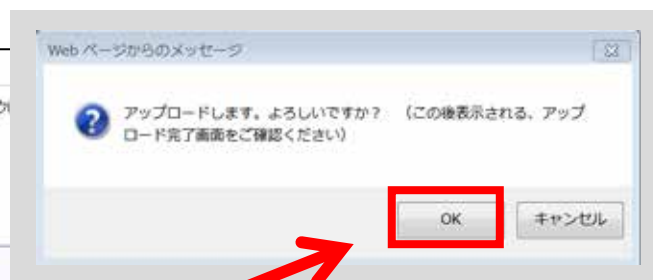 Web ページからのメッセージ
アップロードします。よろしいですか？　（この後表示される、アップ
ロード完了画面をご確認ください）
OK
キャンセル